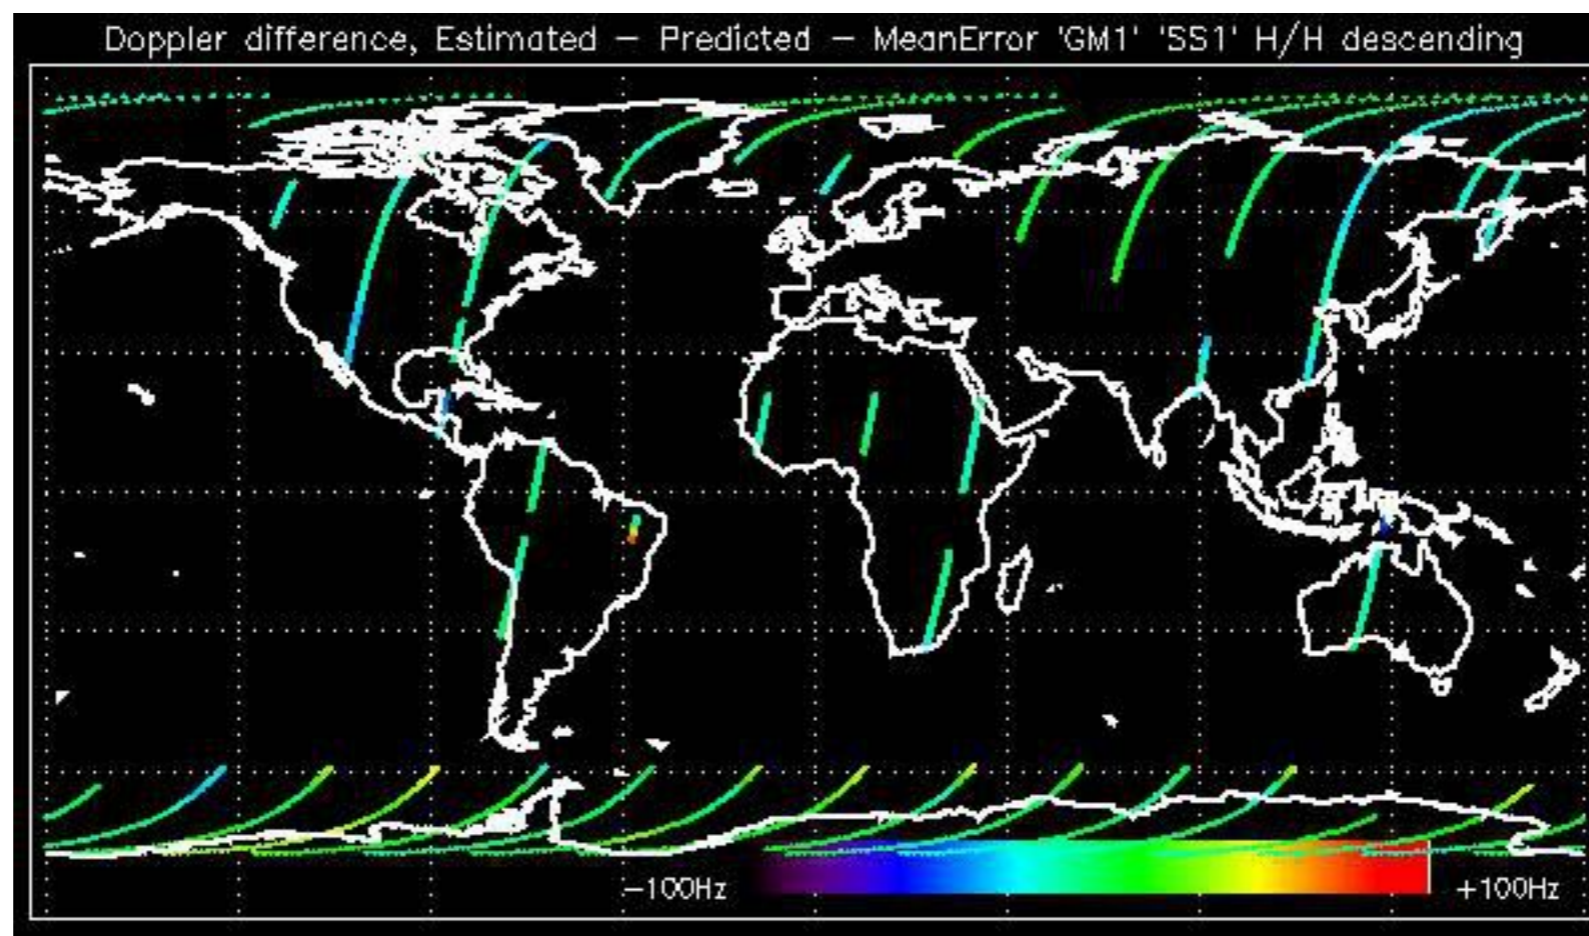 Doppler difference, Estimated – Predicted – MeanError 'GM1' 'SS1' H/H descending
–100Hz
+100Hz